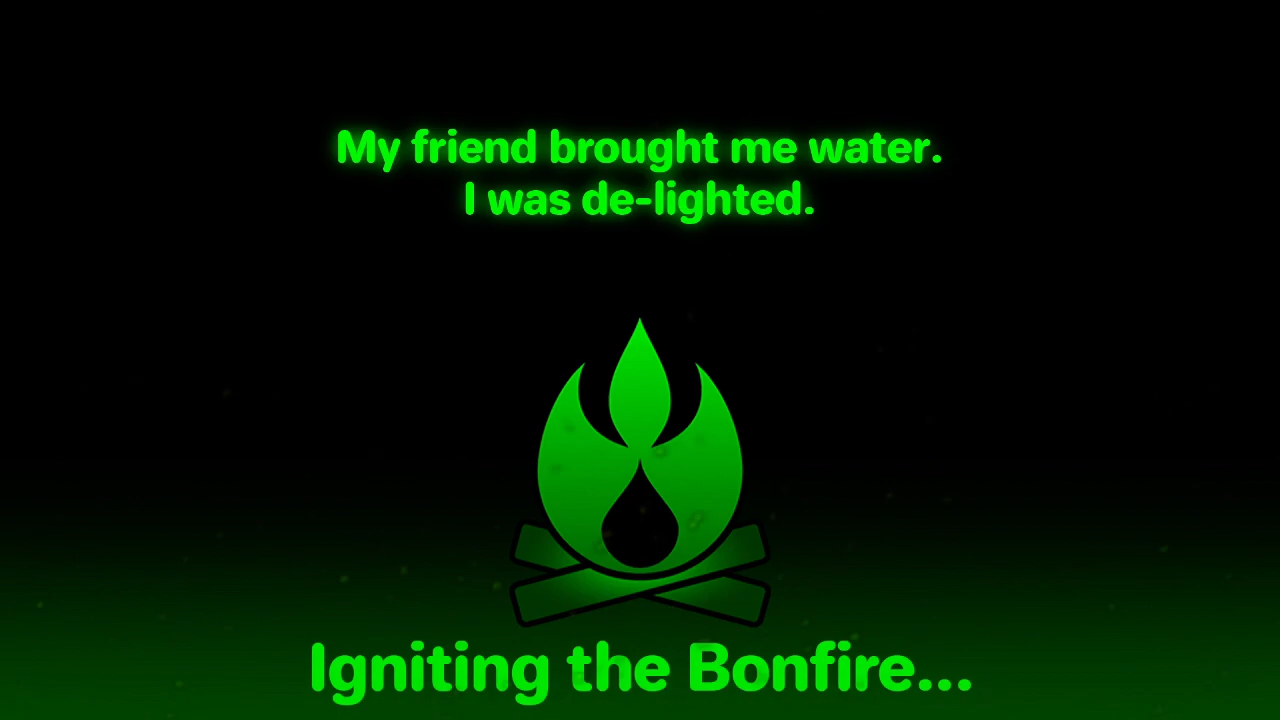 My friend brought me water.
I was de-lighted.
Igniting the Bonfire...